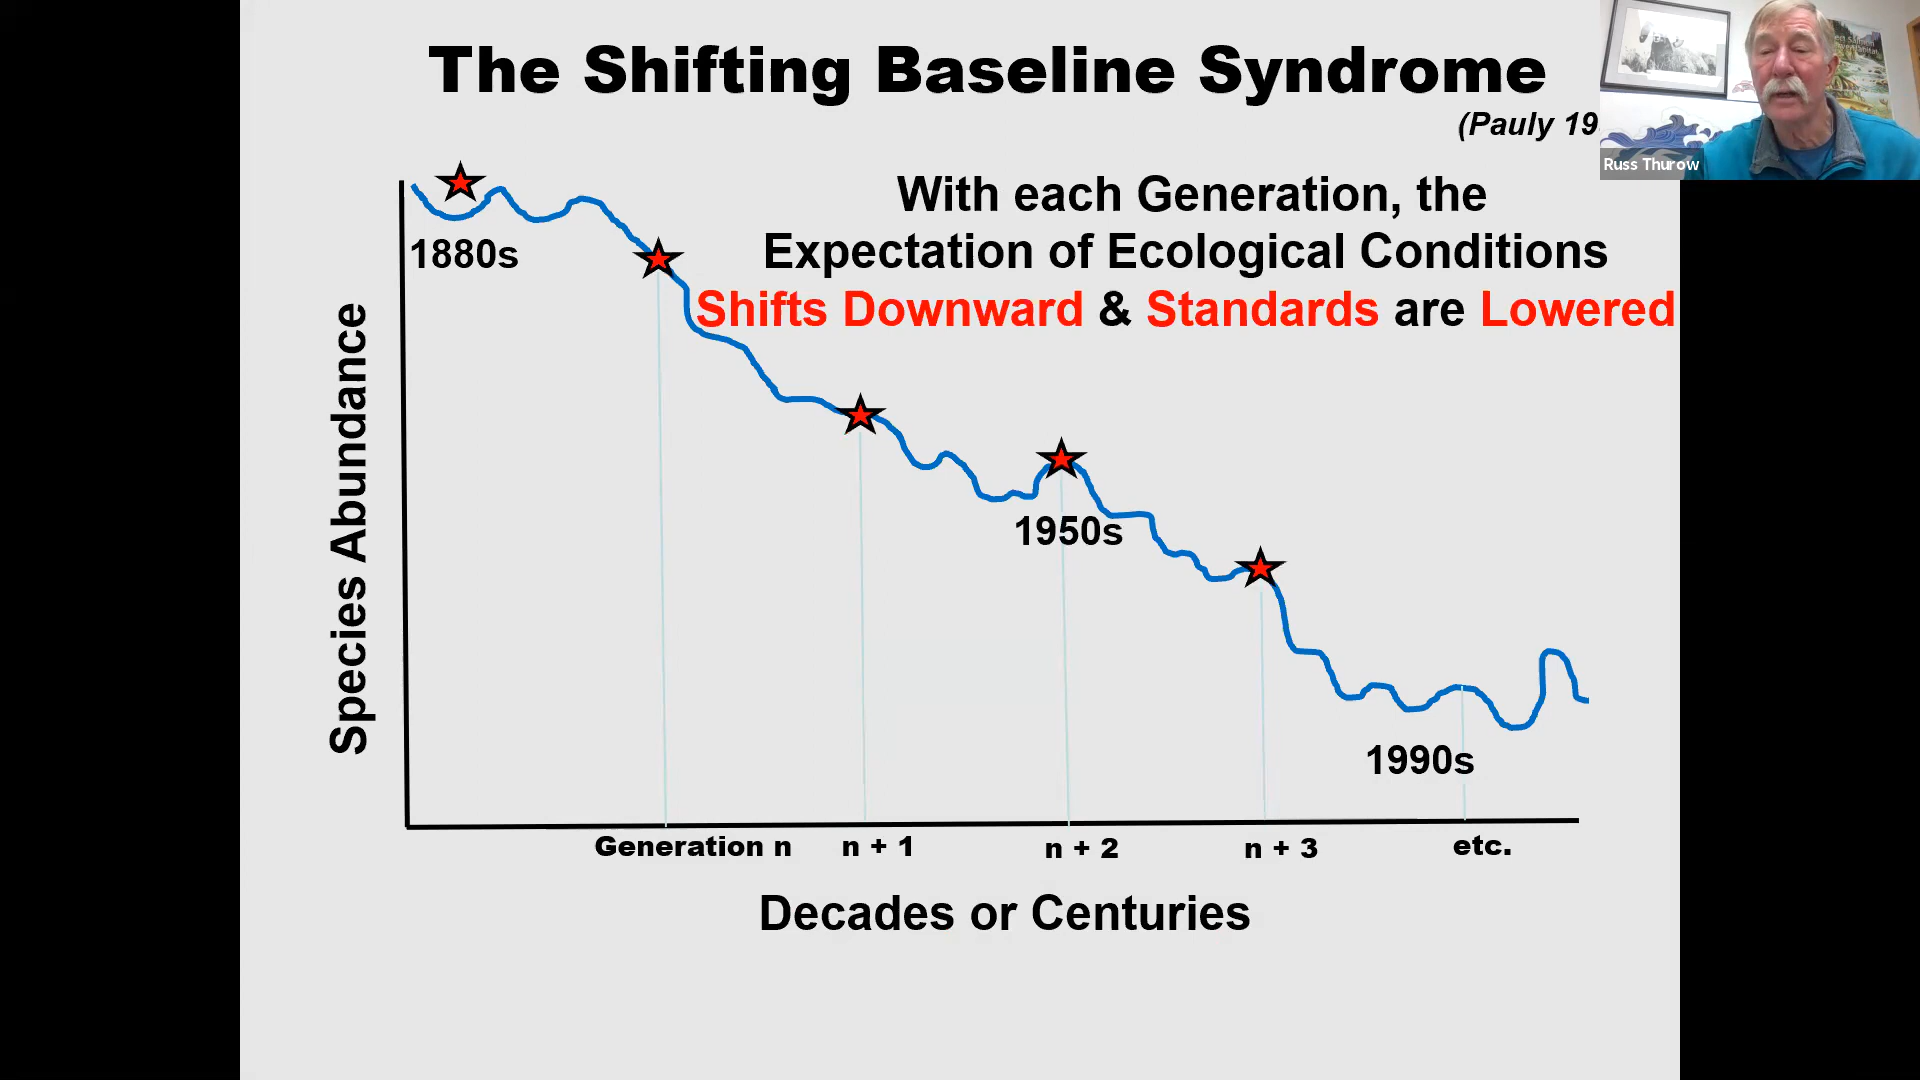 The Shifting Baseline Syndrome
(Pauly 19
Russ Thurow
With each Generation, the
Expectation of Ecological Conditions
Shifts Downward & Standards are Lowered
1880s
Species Abundance
1950s
1990s
Generation n n + 1 n + 2 n + 3 etc.
Decades or Centuries